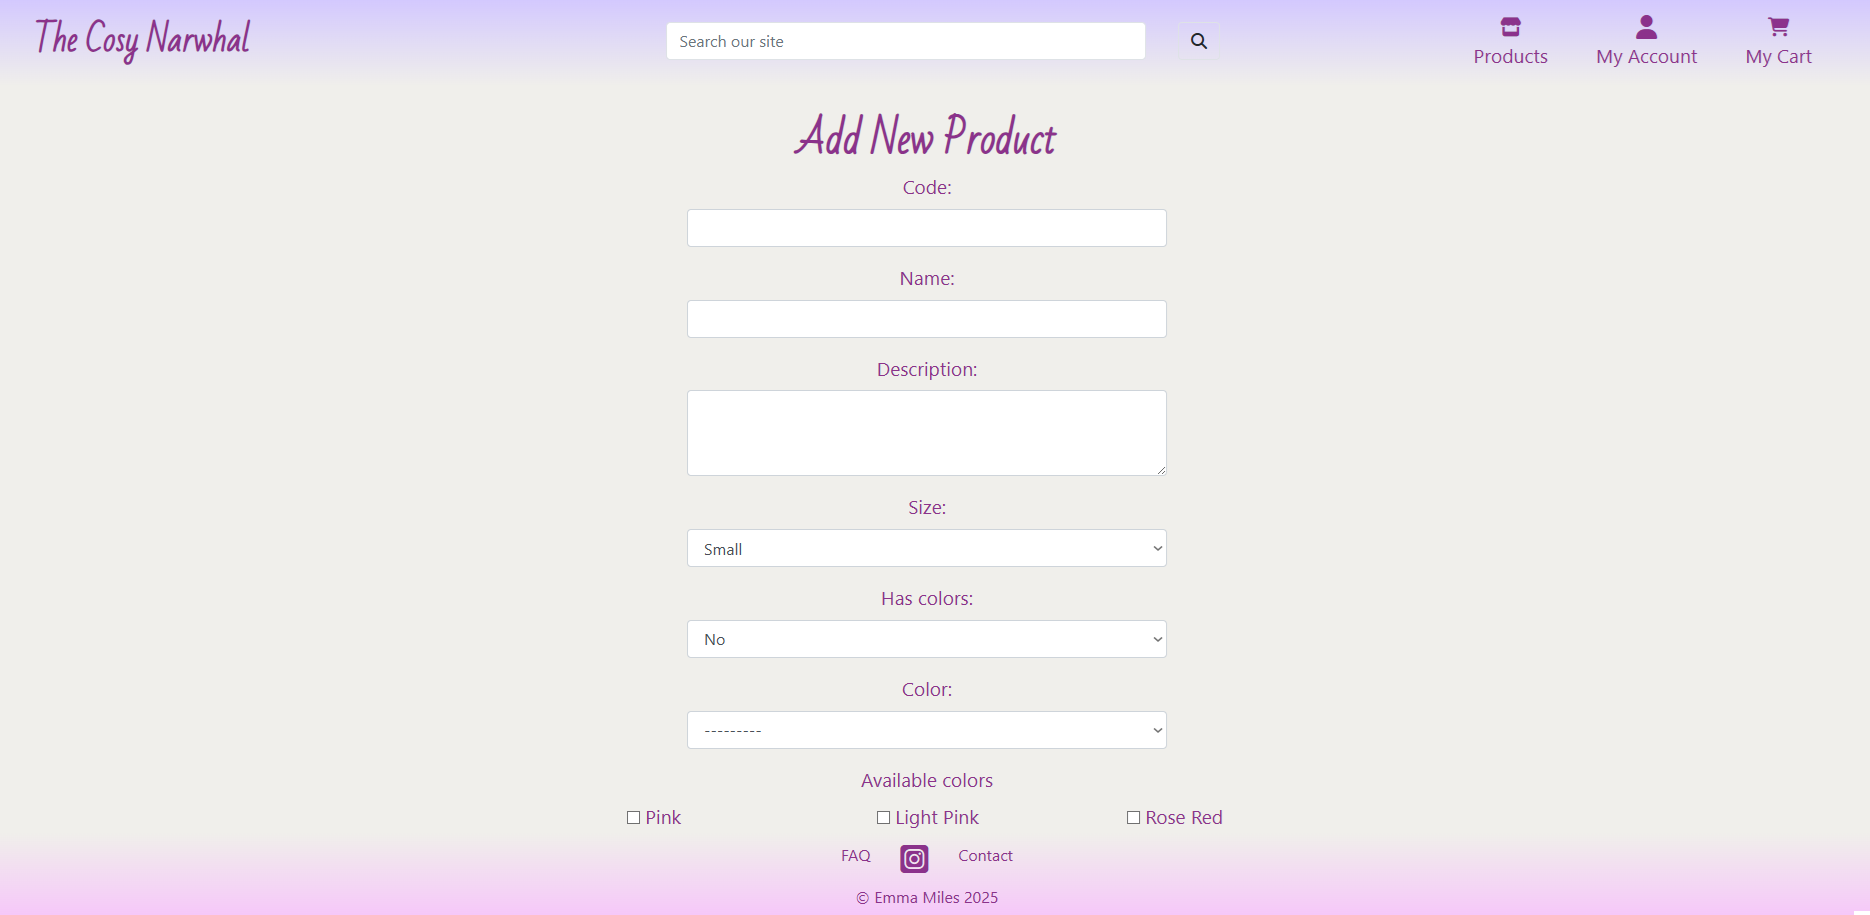 The Cosy Narwhal
Search our site
Products
My Account
My Cart
Add New Product
Code:
Name:
Description:
Size:
Small
Has colors:
No
Color:
---------
Available colors
Pink
Light Pink
Rose Red
FAQ
Contact
© Emma Miles 2025